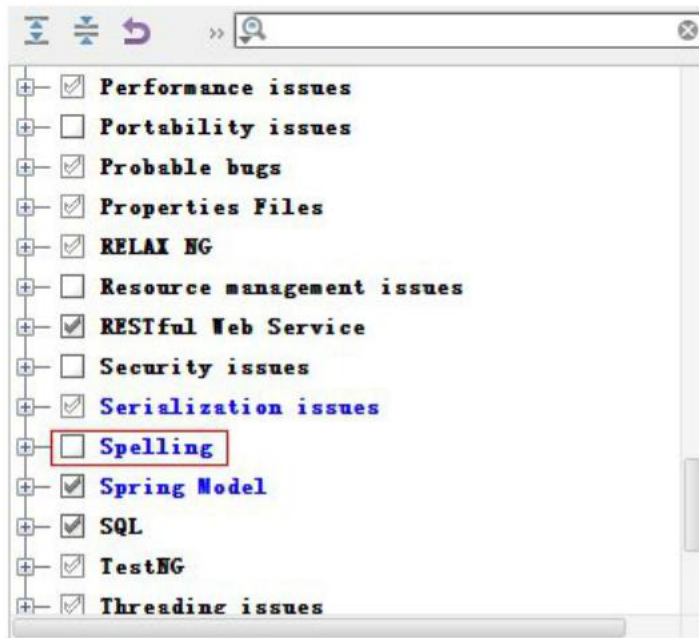 »
Performance issues
Portability issues
Probable bugs
Properties Files
RELAX NG
Resource management issues
RESTful Web Service
Security issues
Serialization issues
Spelling
Spring Model
SQL
TestNG
Threading issues